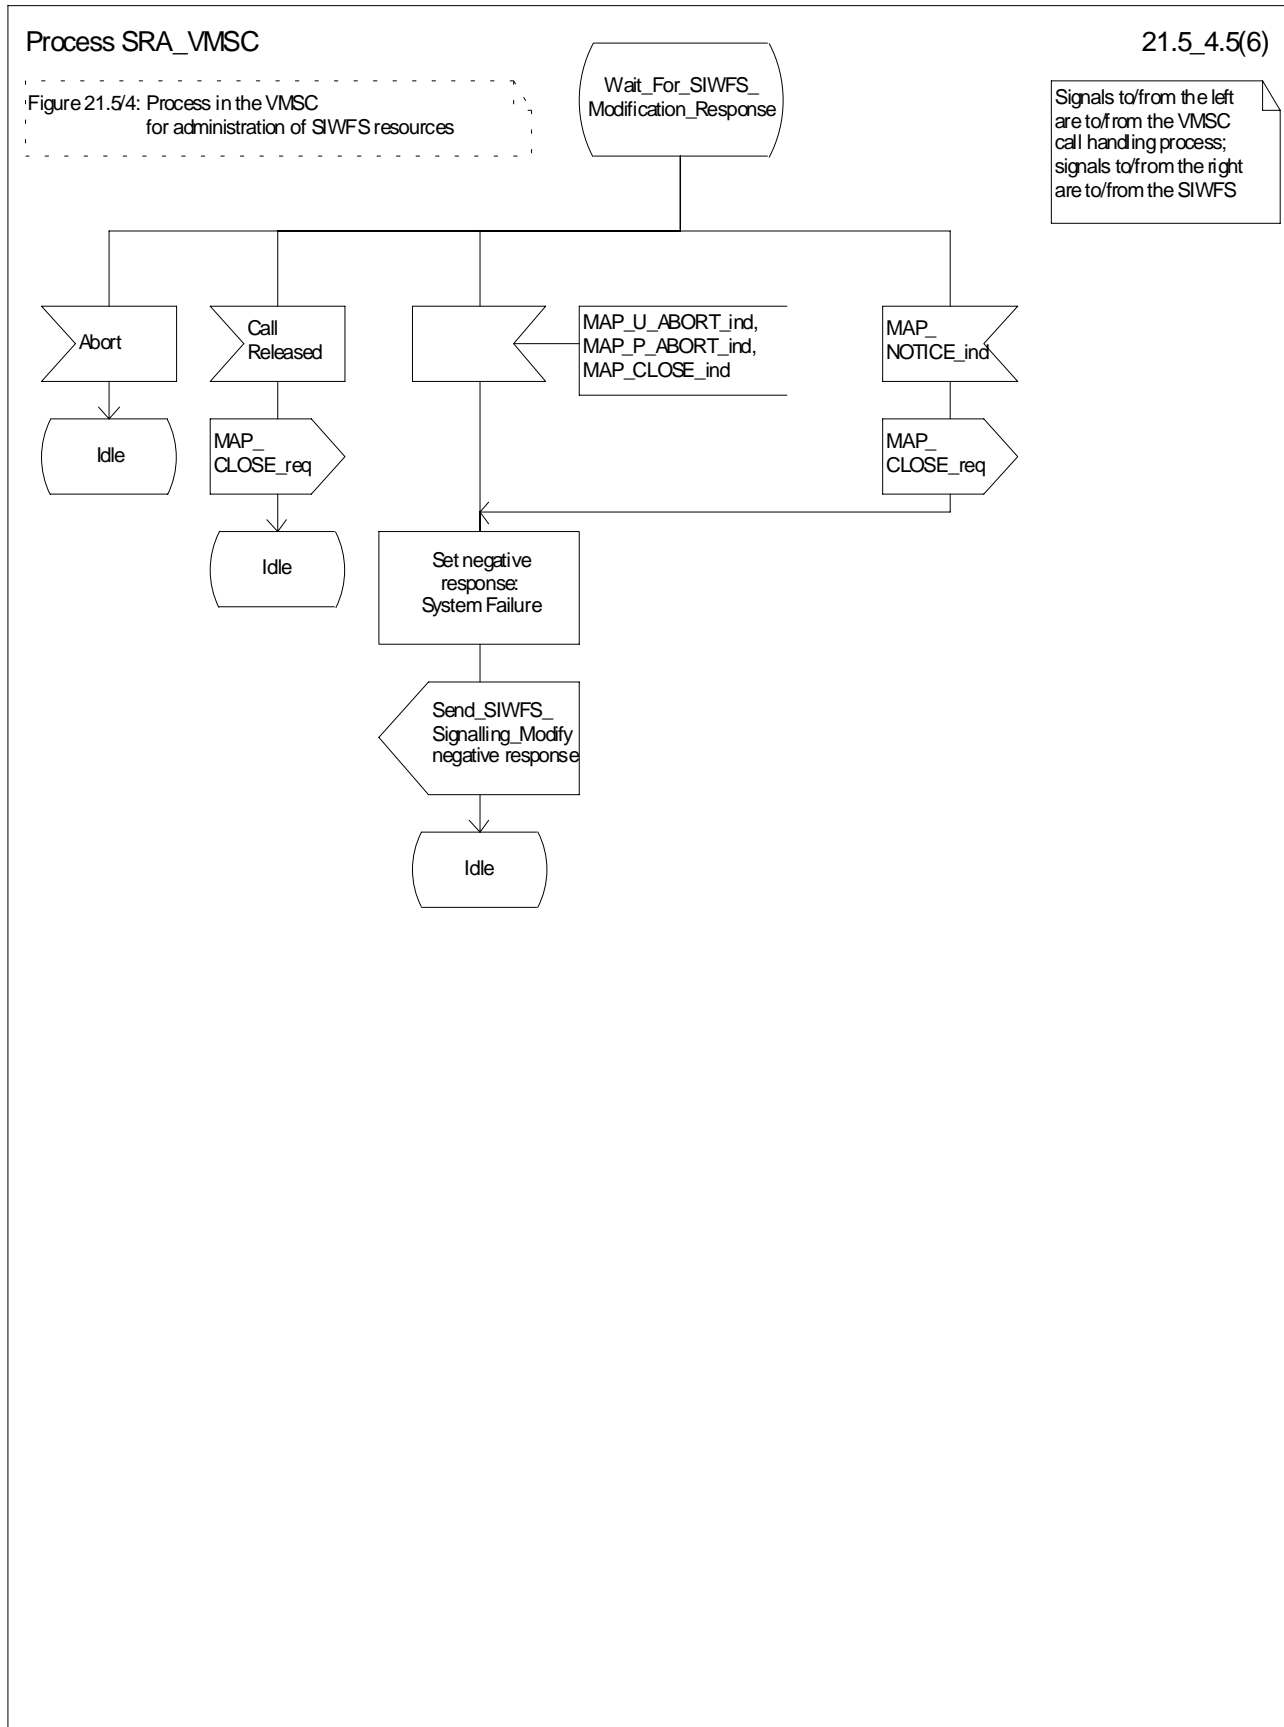 Process SRA_VMSC
21.5_4.5(6)
Figure 21.5/4: Process in the VMSC
for administration of SIWFS resources
Wait_For_SIWFS_
Modification_Response
Signals to/from the left
are to/from the VMSC
call handling process;
signals to/from the right
are to/from the SIWFS
Abort
Call
Released
MAP_U_ABORT_ind,
MAP_P_ABORT_ind,
MAP_CLOSE_ind
MAP_
NOTICE_ind
Idle
MAP_
CLOSE_req
MAP_
CLOSE_req
Idle
Set negative
response:
System Failure
Send_SIWFS_
Signalling_Modify
negative response
Idle